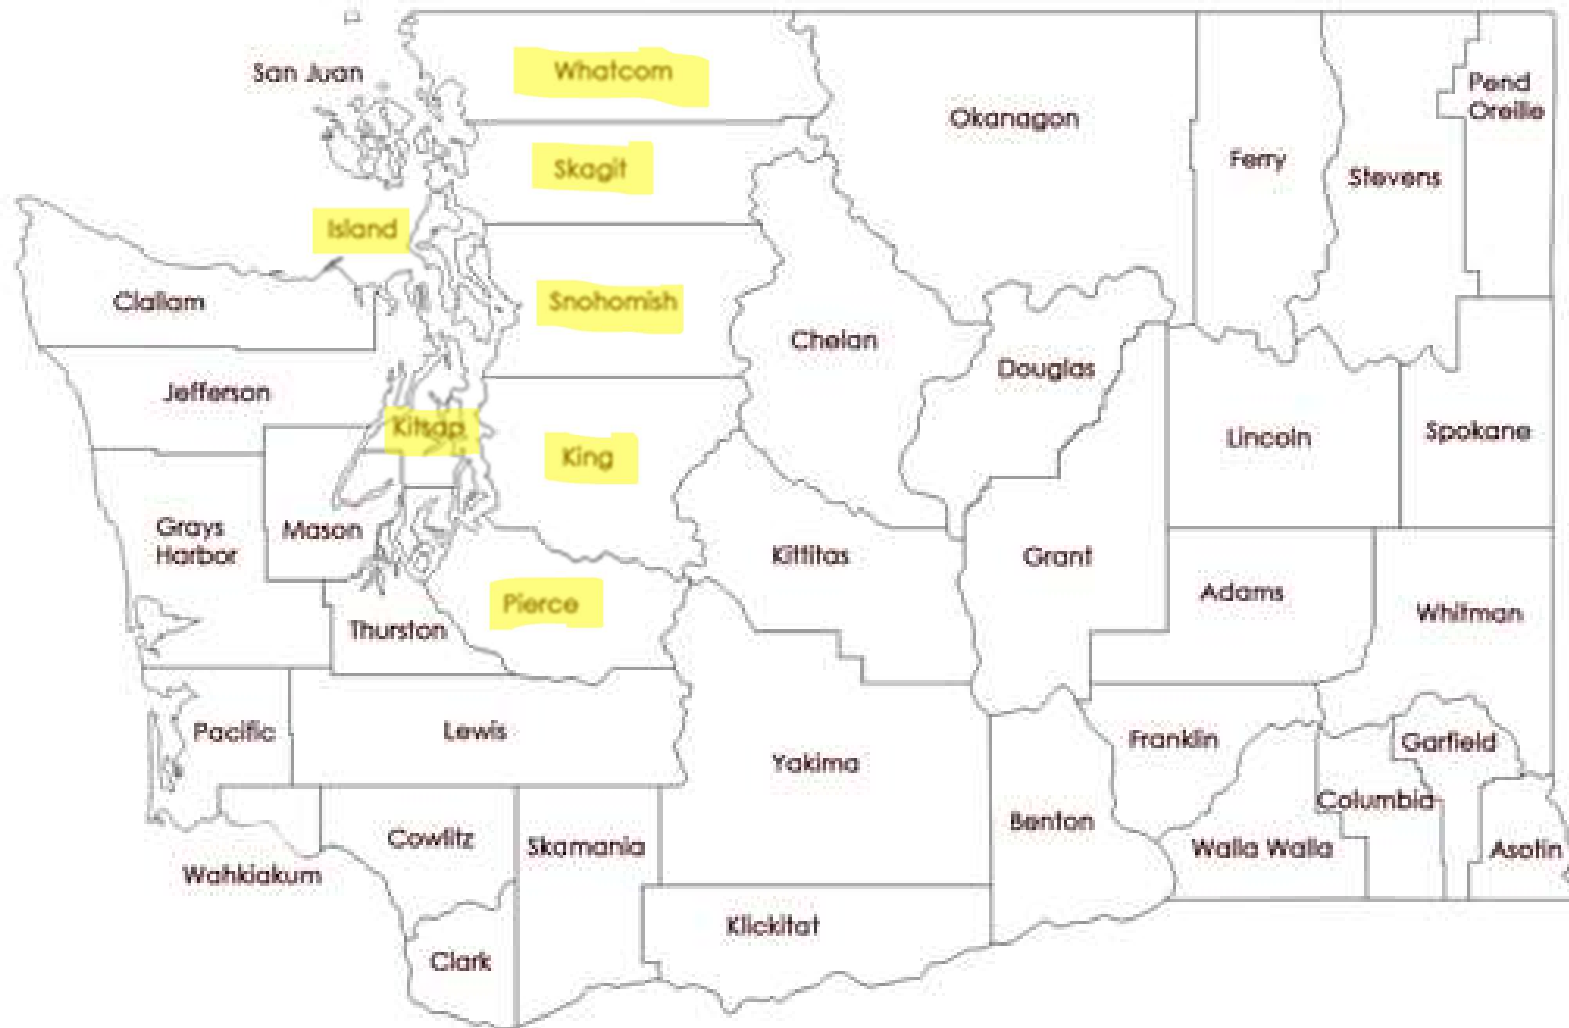 San Juan
Whatcom
Okanagon
Pend
Oreille
Ferry
Stevens
Skagit
Island
Clallam
Snohomish
Chelan
Douglas
Jefferson
Kitsap
King
Lincoln
Spokane
Grays
Harbor
Mason
Kittitas
Grant
Adams
Whitman
Pierce
Thurston
Pacific
Lewis
Yakima
Franklin
Garfield
Columbia
Benton
Cowlitz
Skamania
Walla Walla
Asotin
Wahkiakum
Klickitat
Clark